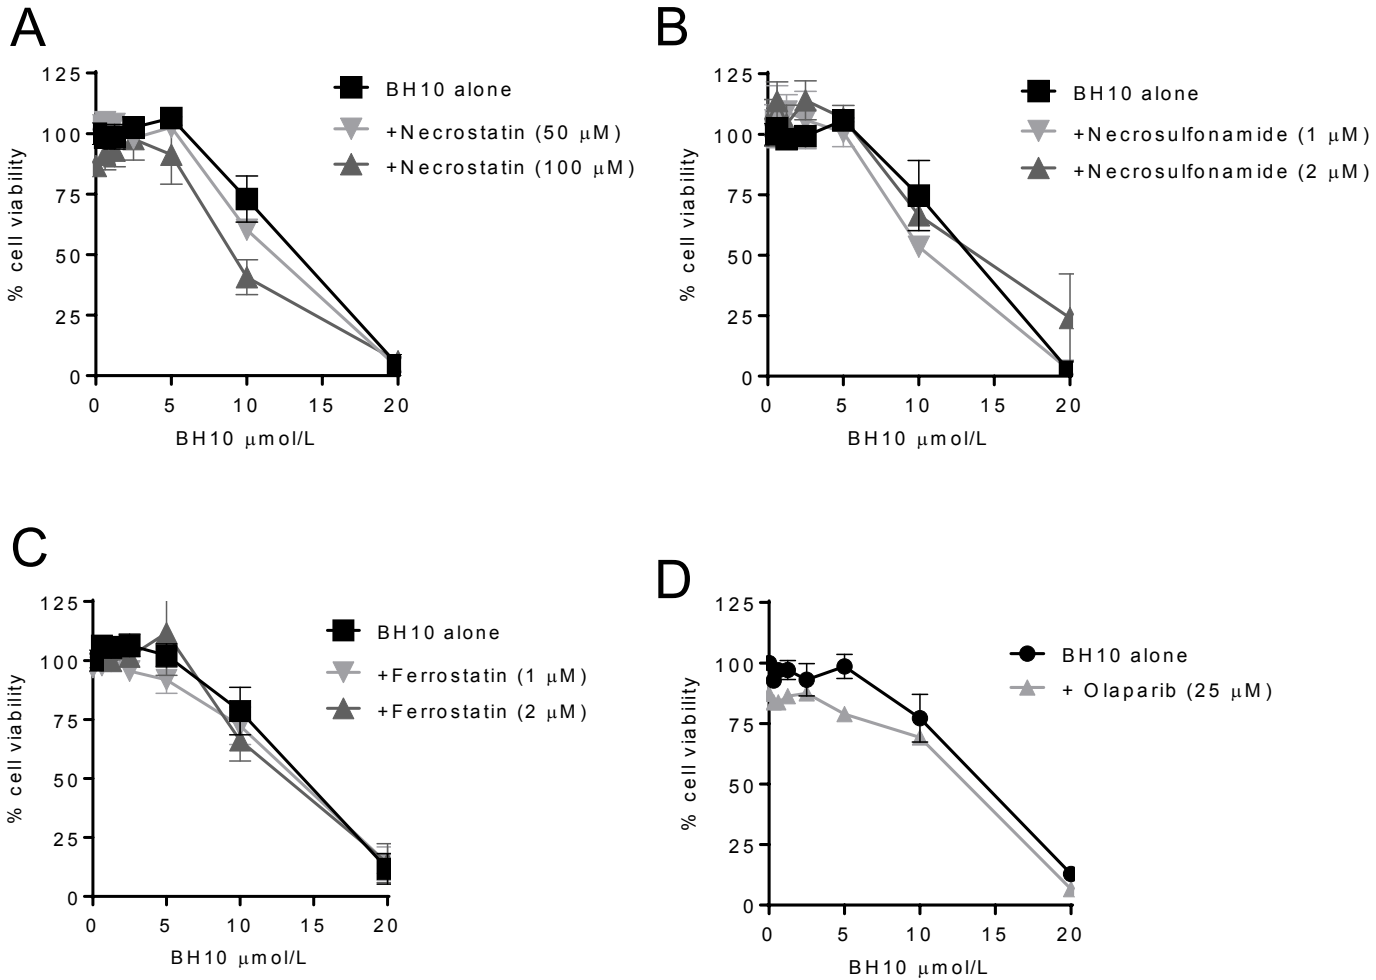 A
125
100
75
50
25
0
% cell viability
0 5 10 15 20
BH10 μmol/L
BH10 alone
+Necrostatin (50 μM)
+Necrostatin (100 μM)
B
125
100
75
50
25
0
% cell viability
0 5 10 15 20
BH10 μmol/L
BH10 alone
+Necrosulfonamide (1 μM)
+Necrosulfonamide (2 μM)
C
125
100
75
50
25
0
% cell viability
0 5 10 15 20
BH10 μmol/L
BH10 alone
+Ferrostatin (1 μM)
+Ferrostatin (2 μM)
D
125
100
75
50
25
0
% cell viability
0 5 10 15 20
BH10 μmol/L
BH10 alone
+ Olaparib (25 μM)